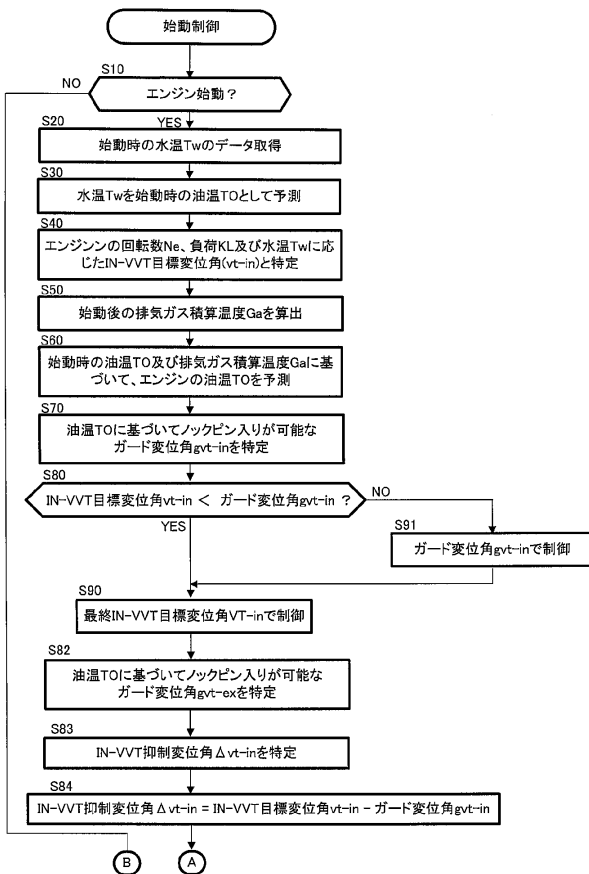 始動制御
S10
NO
エンジン始動？
YES
S20
始動時の水温Twのデータ取得
S30
水温Twを始動時の油温TOとして予測
S40
エンジンンの回転数Ne、負荷KL及び水温Twに応
じたIN-VVT目標変位角(vt-in)と特定
S50
始動後の排気ガス積算温度Gaを算出
S60
始動時の油温TO及び排気ガス積算温度Gaに基
づいて、エンジンの油温TOを予測
S70
油温TOに基づいてノックピン入りが可能な
ガード変位角gvt-inを特定
S80
IN-VVT目標変位角vt-in < ガード変位角gvt-in ？
NO
YES
S91
ガード変位角gvt-inで制御
S90
最終IN-VVT目標変位角VT-inで制御
S82
油温TOに基づいてノックピン入りが可能な
ガード変位角gvt-exを特定
S83
IN-VVT抑制変位角Δvt-inを特定
S84
IN-VVT抑制変位角Δvt-in = IN-VVT目標変位角vt-in - ガード変位角gvt-in
B
A